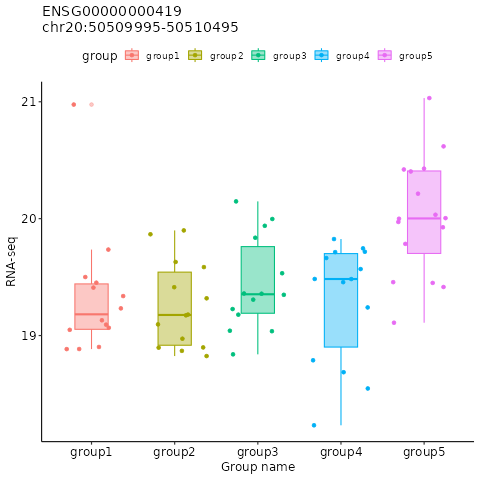 ENSG00000000419
chr20:50509995-50510495
group group1 group2 group3 group4 group5
21
20
19
RNA-seq
group1 group2 group3 group4 group5
Group name